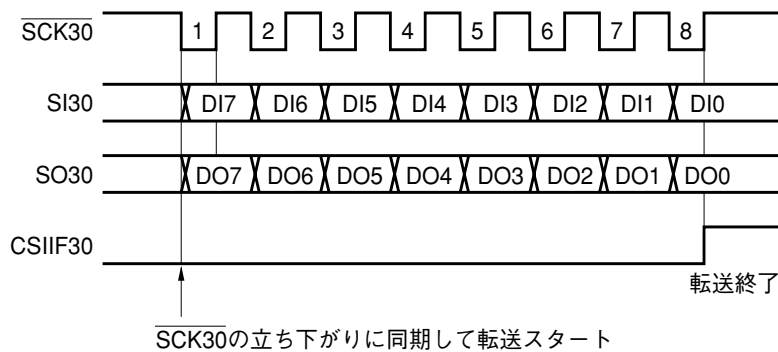 SCK30 1 2 3 4 5 6 7 8
SI30 DI7 DI6 DI5 DI4 DI3 DI2 DI1 DI0
SO30 DO7 DO6 DO5 DO4 DO3 DO2 DO1 DO0
CSIIF30
転送終了
SCK30の立ち下がりに同期して転送スタート